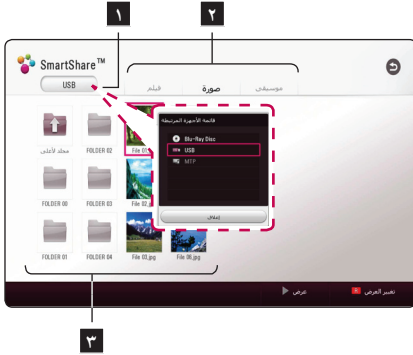 ١
٢
SmartShare™
USB
فيلم
صورة
موسيقى
قائمة الأجهزة المرتبطة
Blu-Ray Disc
USB
MTP
إغلاق
مجلد لأعلى
FOLDER 02
File 01.jpg
FOLDER 00
FOLDER 03
File 02.jpg
FOLDER 01
FOLDER 04
File 03.jpg
File 06.jpg
عرض
تغيير العرض
٣